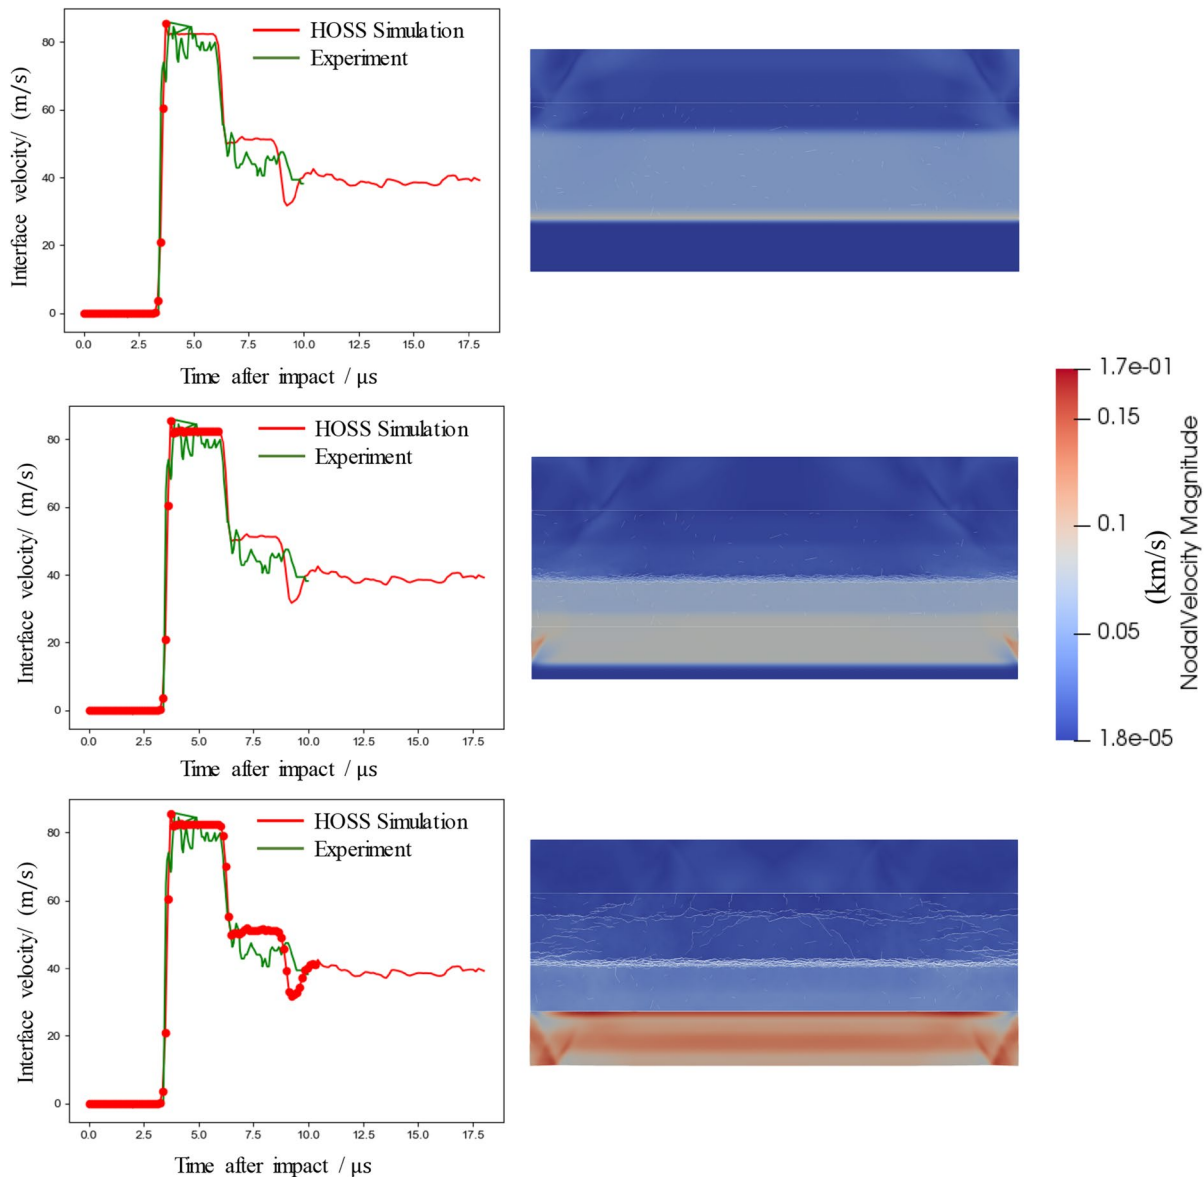 HOSS Simulation
Experiment
Interface velocity/ (m/s)
80
60
40
20
0
0.0 2.5 5.0 7.5 10.0 12.5 15.0 17.5
Time after impact / μs
HOSS Simulation
Experiment
Interface velocity/ (m/s)
80
60
40
20
0
0.0 2.5 5.0 7.5 10.0 12.5 15.0 17.5
Time after impact / μs
1.7e-01
0.15
0.1
0.05
1.8e-05
(km/s)
NodalVelocity Magnitude
HOSS Simulation
Experiment
Interface velocity/ (m/s)
80
60
40
20
0
0.0 2.5 5.0 7.5 10.0 12.5 15.0 17.5
Time after impact / μs